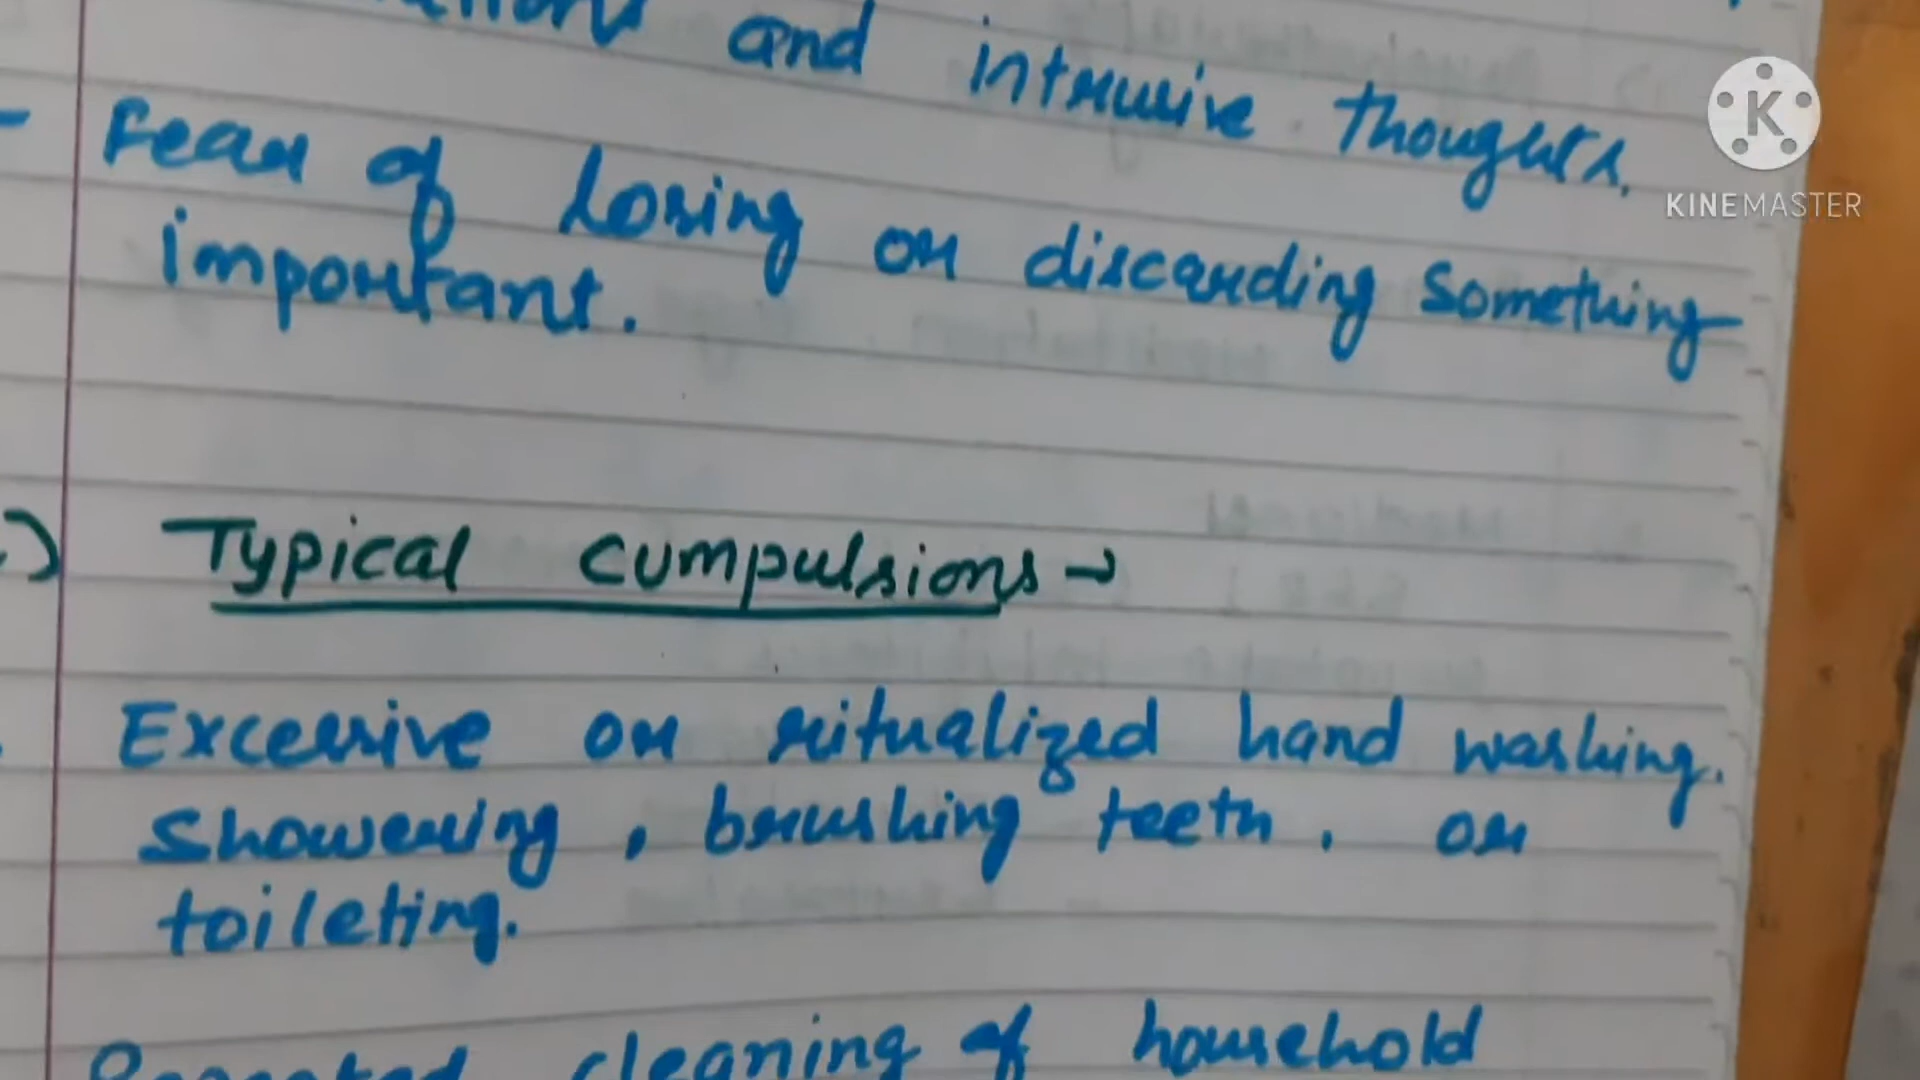 and intrusive thoughts.
- Fear of losing or discarding something
important.
Typical cumpulsions →
Excessive or ritualized hand washing.
showering, brushing teeth, or
toileting.
Repeated cleaning of household
K
KINEMASTER